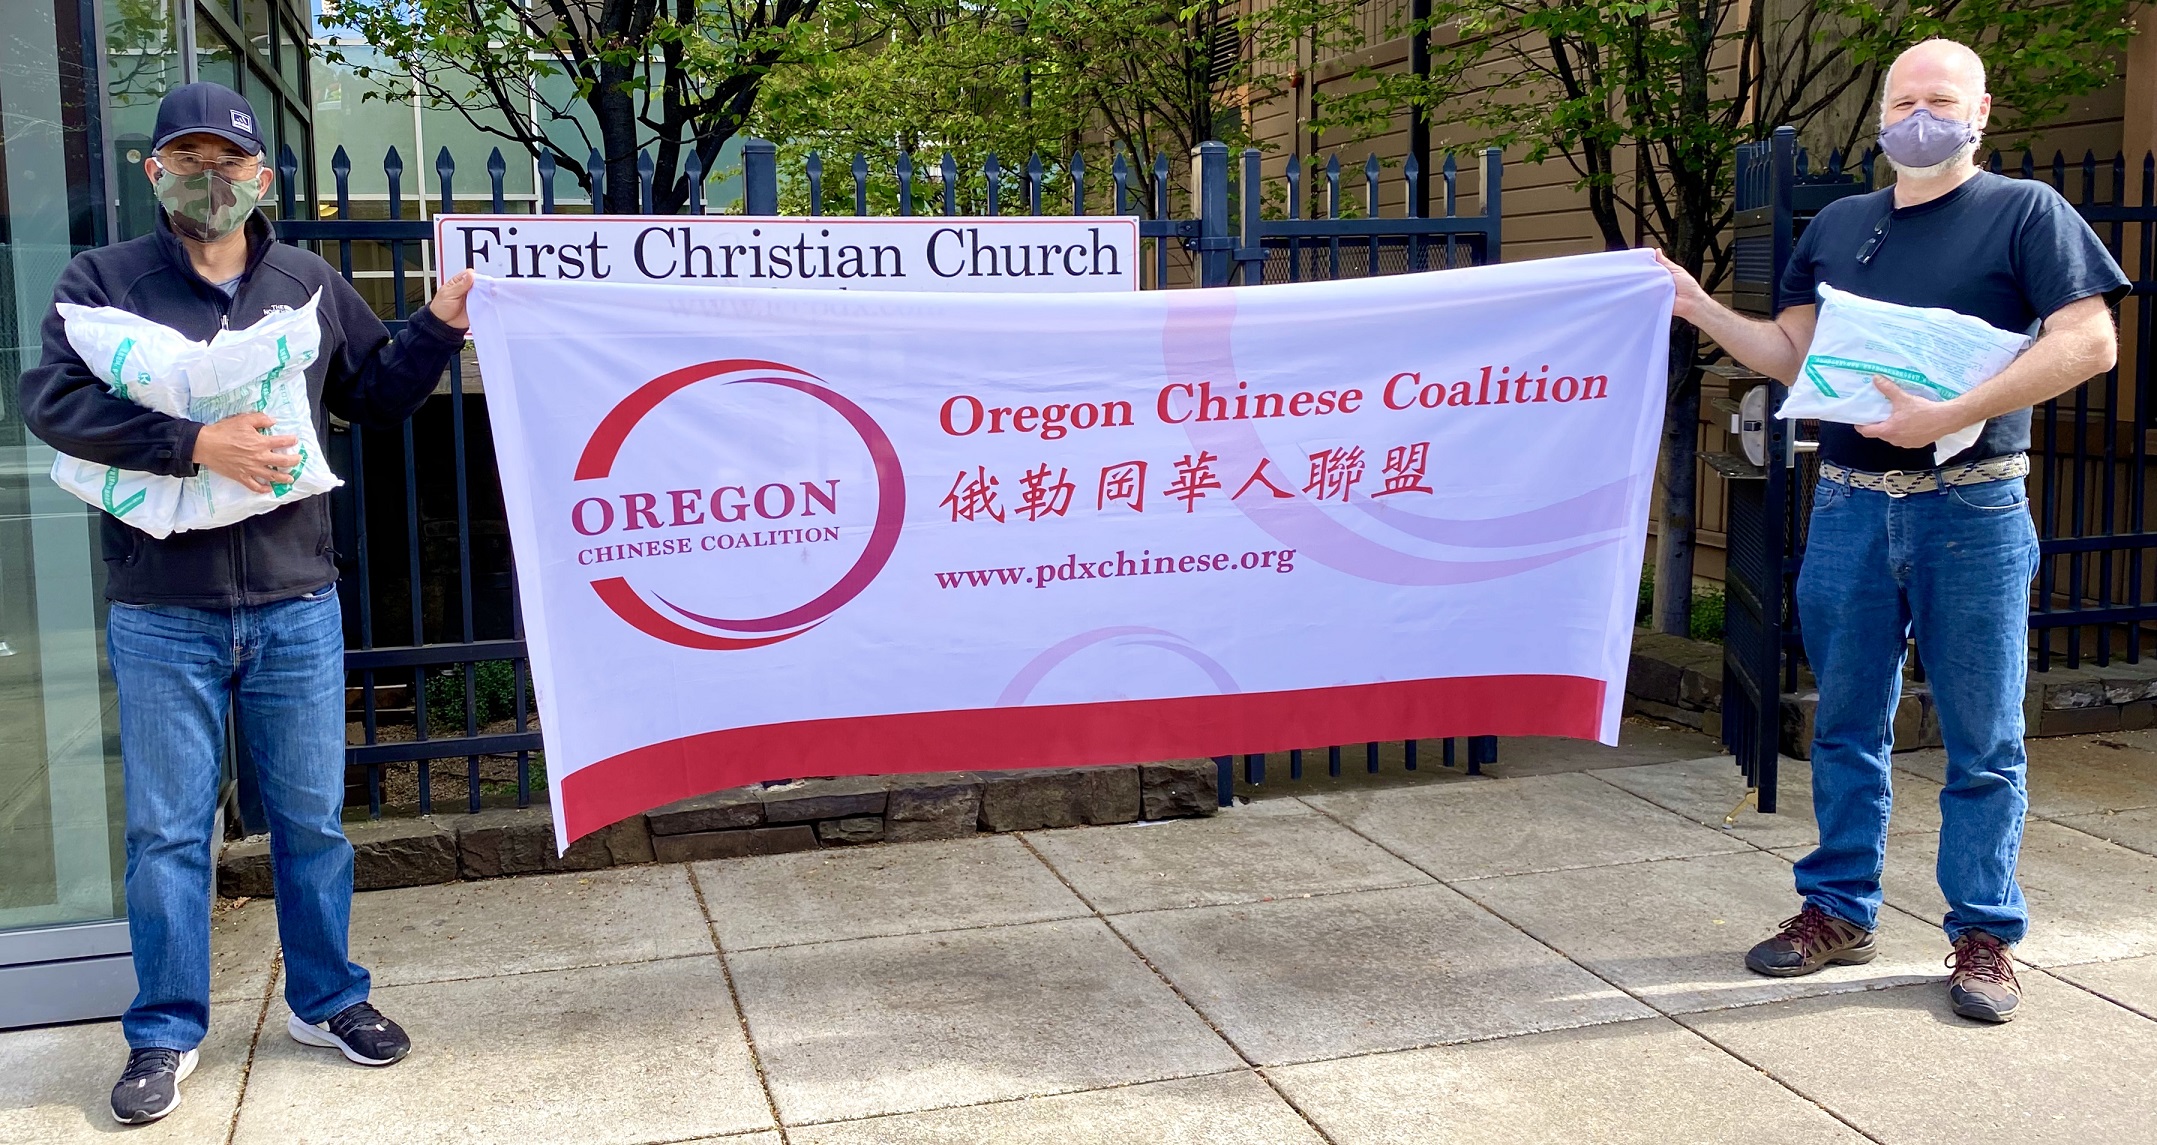 First Christian Church
OREGON
CHINESE COALITION
Oregon Chinese Coalition
俄勒岡華人聯盟
www.pdxchinese.org